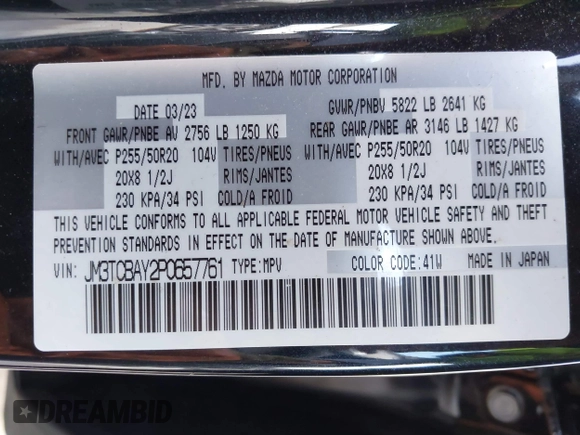 MFD. BY MAZDA MOTOR CORPORATION
DATE 03/23 GVWR/PNBV 5822 LB 2641 KG
FRONT GAWR/PNBE AV 2756 LB 1250 KG REAR GAWR/PNBE AR 3146 LB 1427 KG
WITH/AVEC P255/50R20 104V TIRES/PNEUS WITH/AVEC P255/50R20 104V TIRES/PNEUS
20X8 1/2J RIMS/JANTES 20X8 1/2J RIMS/JANTES
230 KPA/34 PSI COLD/A FROID 230 KPA/34 PSI COLD/A FROID
THIS VEHICLE CONFORMS TO ALL APPLICABLE FEDERAL MOTOR VEHICLE SAFETY AND THEFT
PREVENTION STANDARDS IN EFFECT ON THE DATE OF MANUFACTURE SHOWN ABOVE.
VIN: JM3TCBAY2P0657761 TYPE:MPV COLOR CODE:41W MADE IN JAPAN
DREAMBID